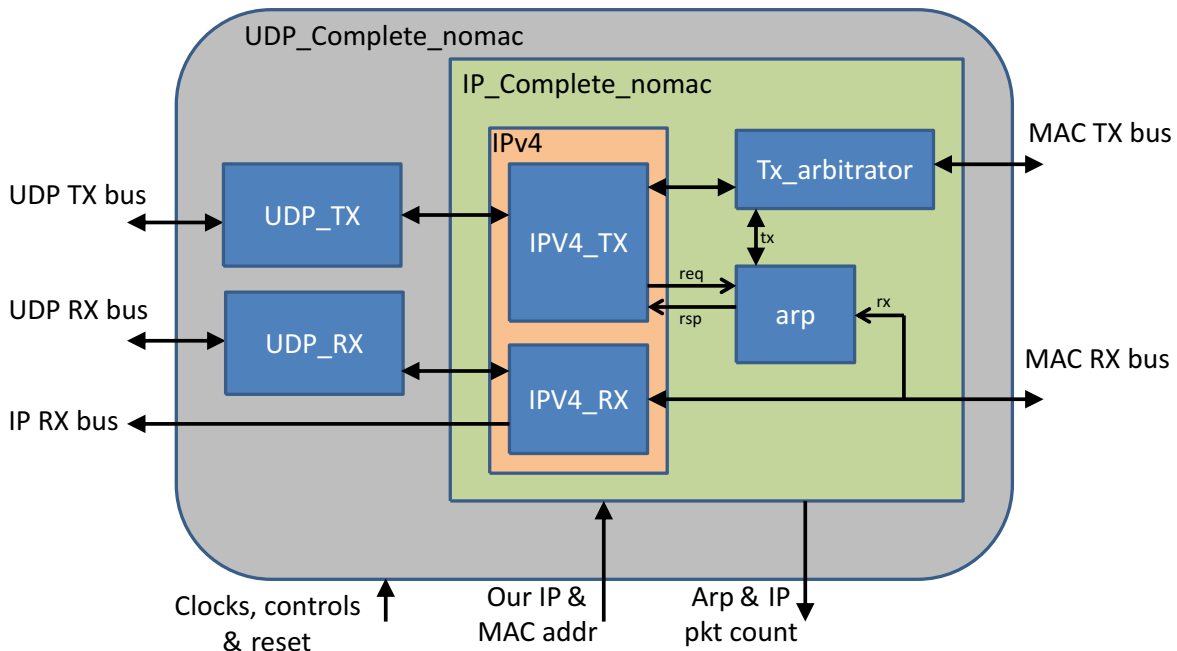 UDP_Complete_nomac
IP_Complete_nomac
IPv4
MAC TX bus
Tx_arbitrator
UDP TX bus
UDP_TX
IPV4_TX
tx
req
rsp
arp
rx
UDP RX bus
UDP_RX
IPV4_RX
MAC RX bus
IP RX bus
Clocks, controls
& reset
Our IP &
MAC addr
Arp & IP
pkt count